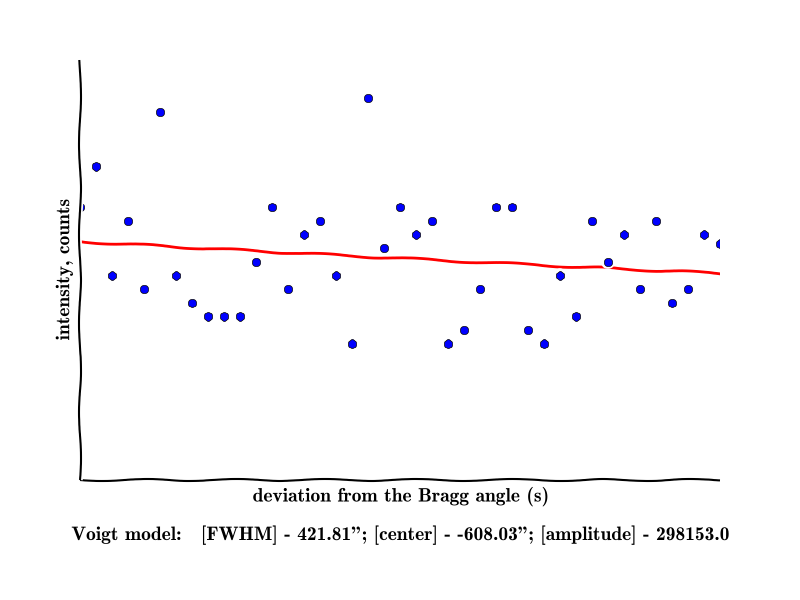 intensity, counts
deviation from the Bragg angle (s)
Voigt model: [FWHM] - 421.81”; [center] - -608.03”; [amplitude] - 298153.0